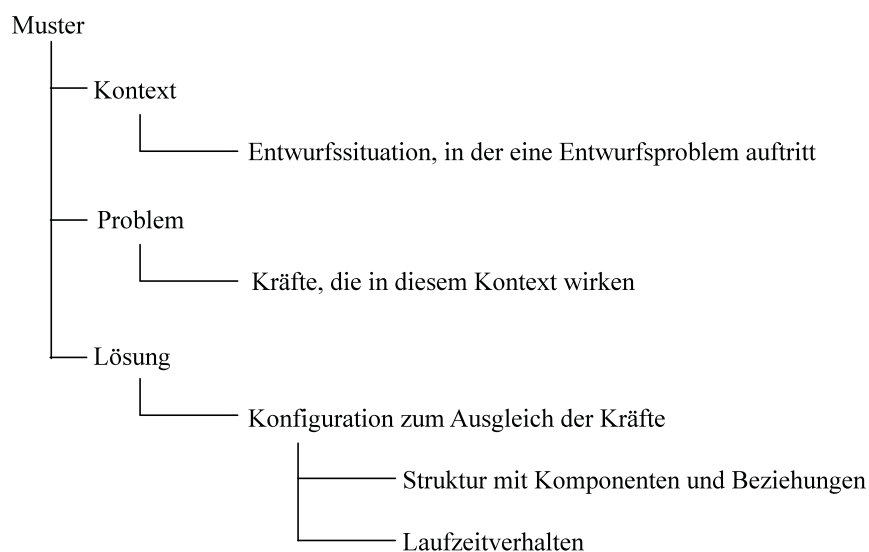 Muster
Kontext
Entwurfssituation, in der eine Entwurfsproblem auftritt
Problem
Kräfte, die in diesem Kontext wirken
Lösung
Konfiguration zum Ausgleich der Kräfte
Struktur mit Komponenten und Beziehungen
Laufzeitverhalten